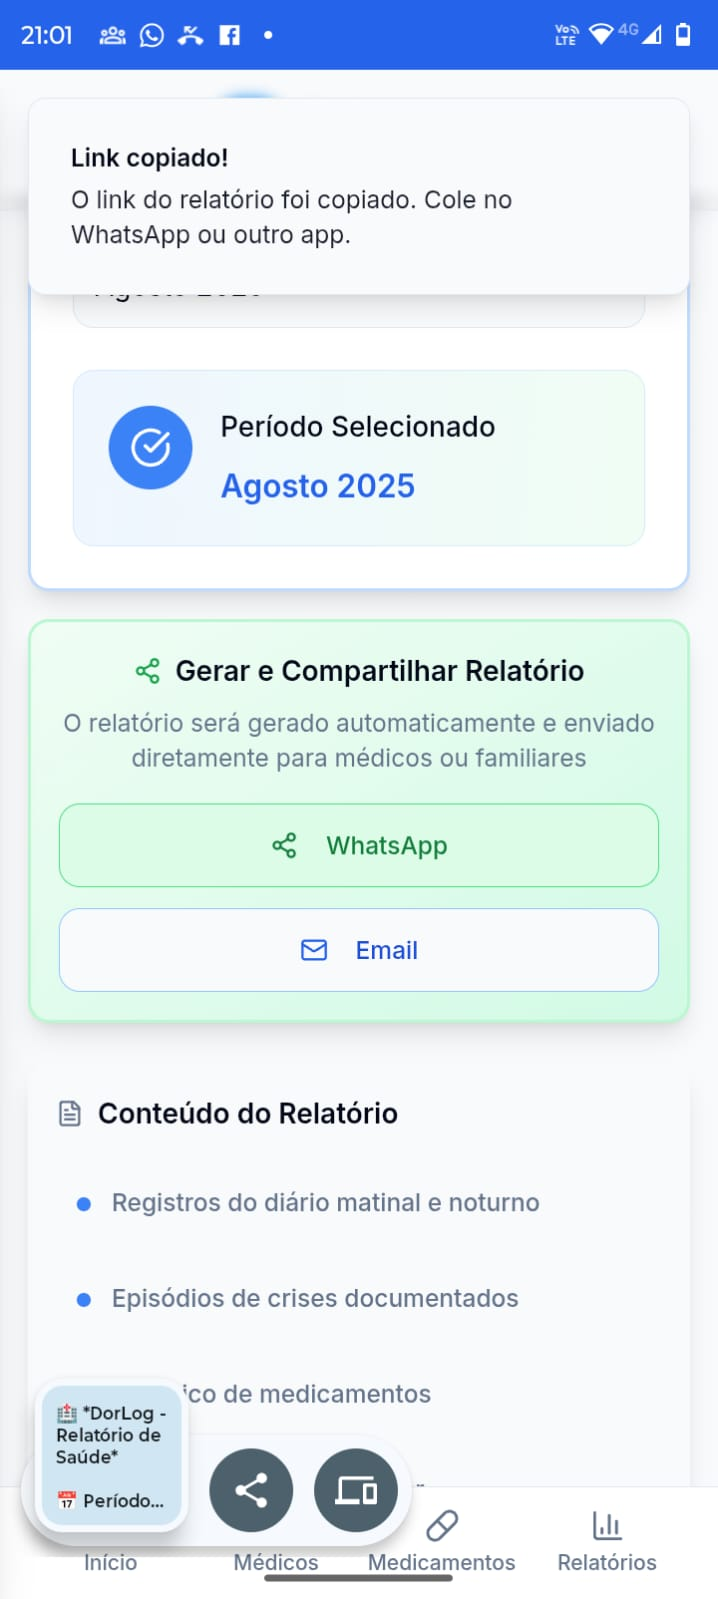 21:01
Vo)) LTE
4G
Link copiado!
O link do relatório foi copiado. Cole no
WhatsApp ou outro app.
Agosto 2025
Período Selecionado
Agosto 2025
Gerar e Compartilhar Relatório
O relatório será gerado automaticamente e enviado
diretamente para médicos ou familiares
WhatsApp
Email
Conteúdo do Relatório
Registros do diário matinal e noturno
Episódios de crises documentados
ico de medicamentos
*DorLog -
Relatório de
Saúde*
Período...
Início
Médicos
Medicamentos
Relatórios